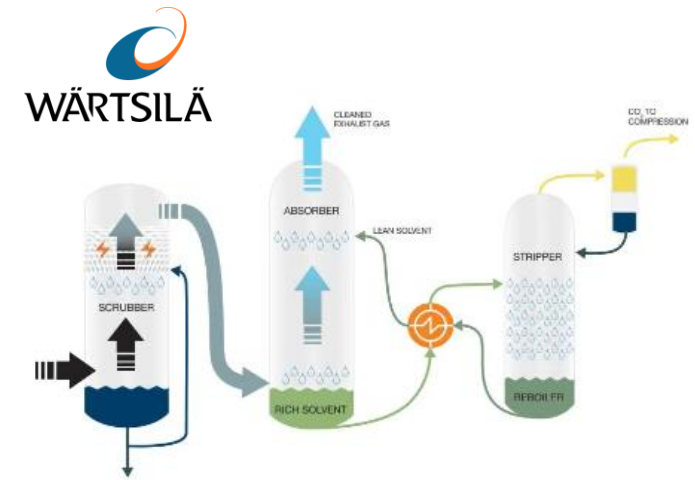 WÄRTSILÄ
CLEANED
EXHAUST GAS
CO₂ TO
COMPRESSION
ABSORBER
LEAN SOLVENT
STRIPPER
SCRUBBER
RICH SOLVENT
REBOILER